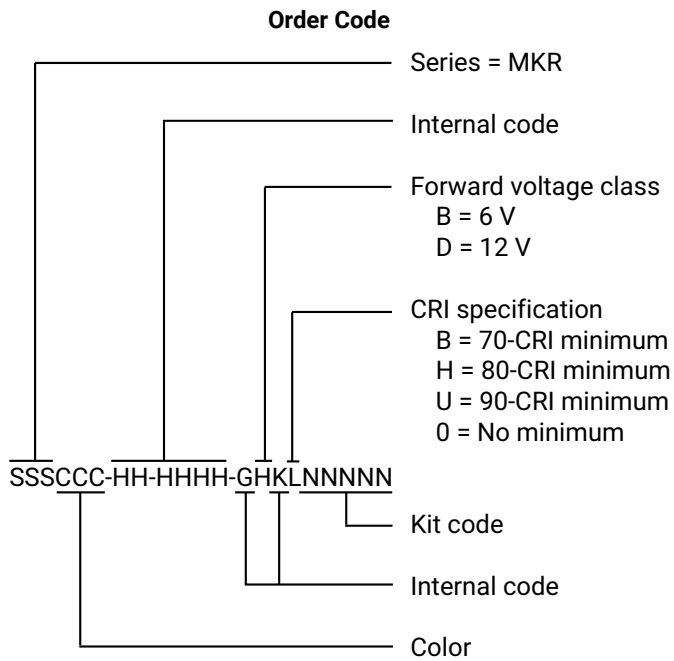 Order Code
Series = MKR
Internal code
Forward voltage class
B = 6 V
D = 12 V
CRI specification
B = 70-CRI minimum
H = 80-CRI minimum
U = 90-CRI minimum
0 = No minimum
SSSCCC-HH-HHHH-GHKLNNNNN
Kit code
Internal code
Color